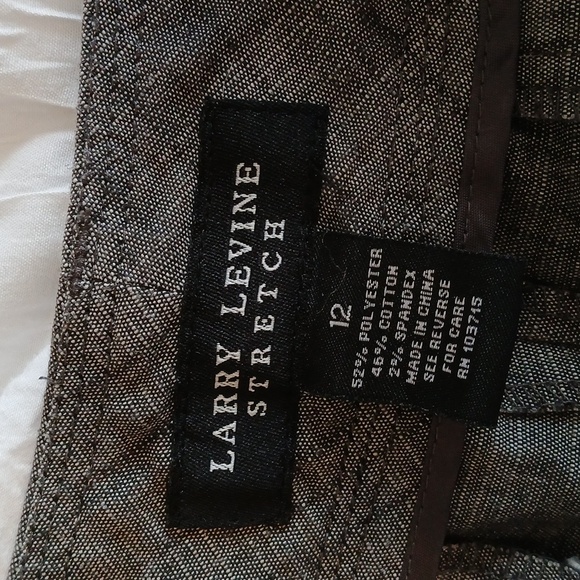 LARRY LEVINE
STRETCH
12
52% POLYESTER
46% COTTON
2% SPANDEX
MADE IN CHINA
SEE REVERSE
FOR CARE
RN 103715